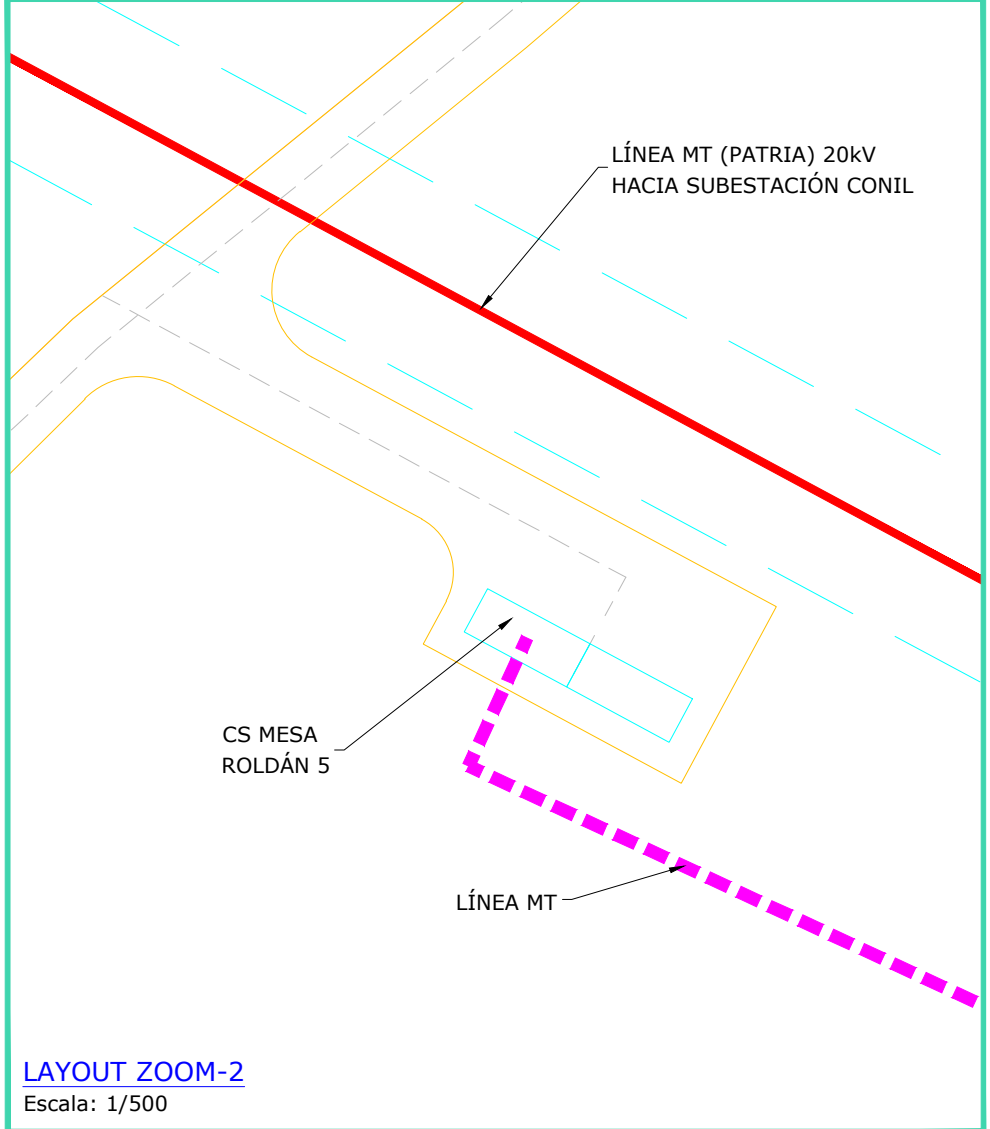 LÍNEA MT (PATRIA) 20kV
HACIA SUBESTACIÓN CONIL
CS MESA
ROLDÁN 5
LÍNEA MT
LAYOUT ZOOM-2
Escala: 1/500